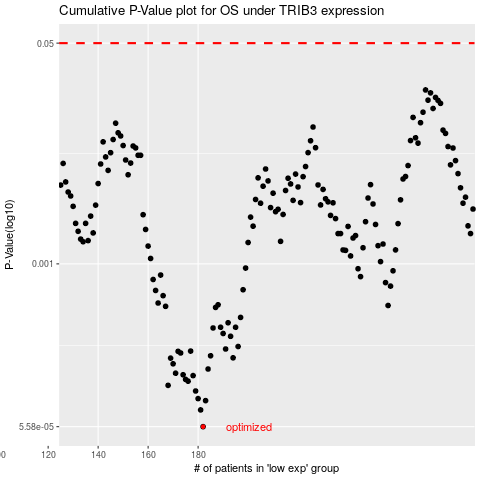 Cumulative P-Value plot for OS under TRIB3 expression
0.05
P-Value(log10)
0.001
optimized
5.58e-05
00 120 140 160 180
# of patients in 'low exp' group